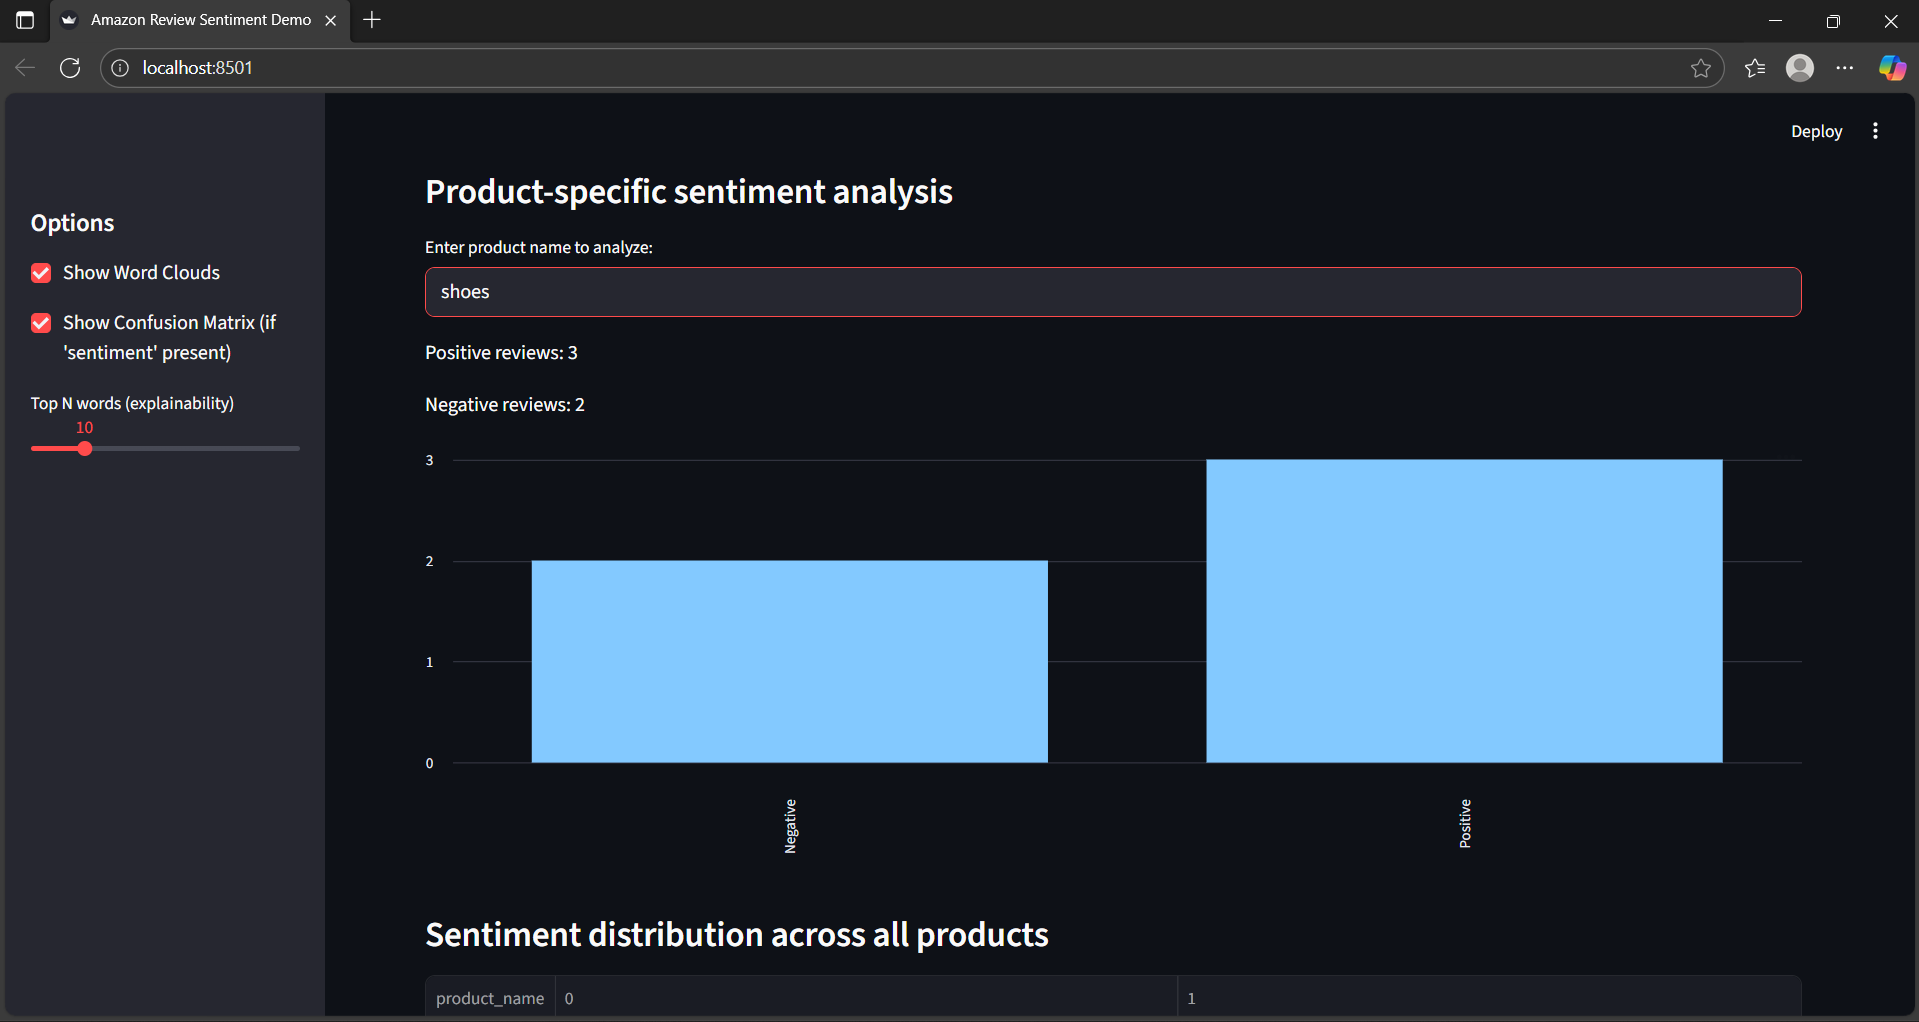 Amazon Review Sentiment Demo
localhost:8501
Deploy
Options
Show Word Clouds
Show Confusion Matrix (if
'sentiment' present)
Top N words (explainability)
10
Product-specific sentiment analysis
Enter product name to analyze:
shoes
Positive reviews: 3
Negative reviews: 2
3
2
1
0
Negative
Positive
Sentiment distribution across all products
product_name 0 1